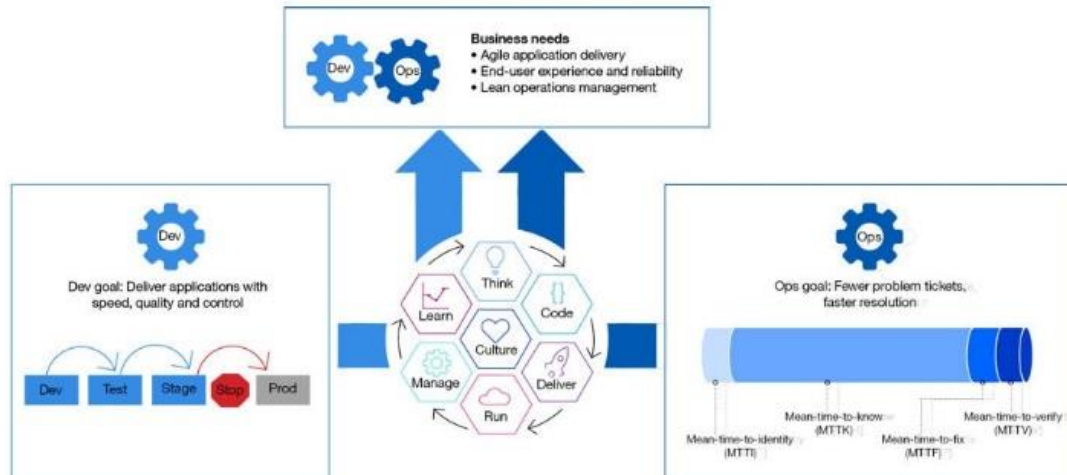 Dev
Ops
Business needs
• Agile application delivery
• End-user experience and reliability
• Lean operations management
Dev
Dev goal: Deliver applications with
speed, quality and control
Dev
Test
Stage
Stop
Prod
Think
Code
Deliver
Run
Manage
Learn
Culture
Ops
Ops goal: Fewer problem tickets,
faster resolution
Mean-time-to-identity
(MTTI)
Mean-time-to-know
(MTTK)
Mean-time-to-fix
(MTTF)
Mean-time-to-verify
(MTTV)